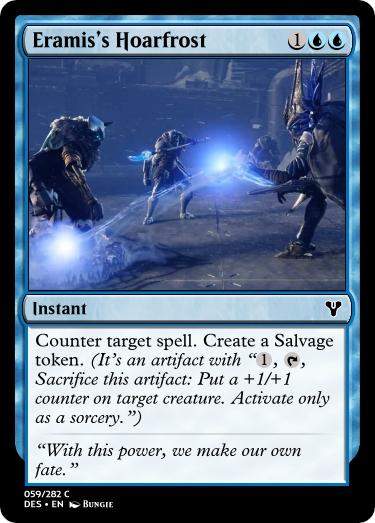 Eramis's Hoarfrost 1UU
Instant
Counter target spell. Create a Salvage
token. (It's an artifact with “1, T,
Sacrifice this artifact: Put a +1/+1
counter on target creature. Activate only
as a sorcery.”)
“With this power, we make our own
fate.”
059/282 C
DES • EN Bungie